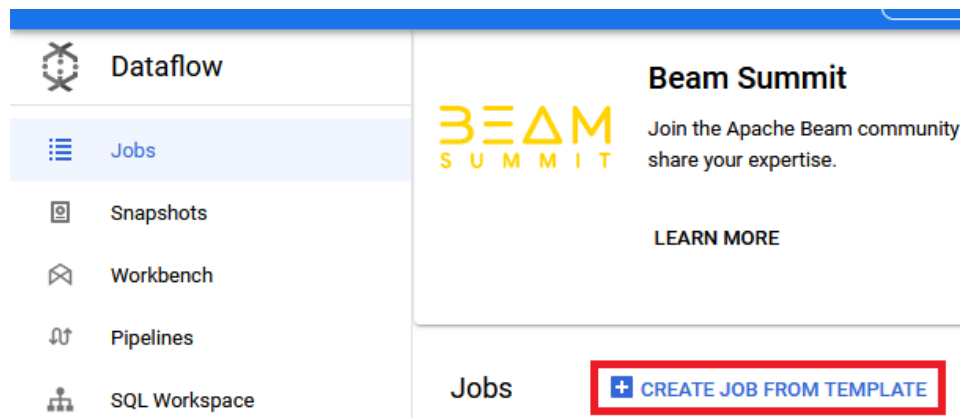 Dataflow
Jobs
Snapshots
Workbench
Pipelines
SQL Workspace
BEAM
SUMMIT
Beam Summit
Join the Apache Beam community
share your expertise.
LEARN MORE
Jobs
CREATE JOB FROM TEMPLATE